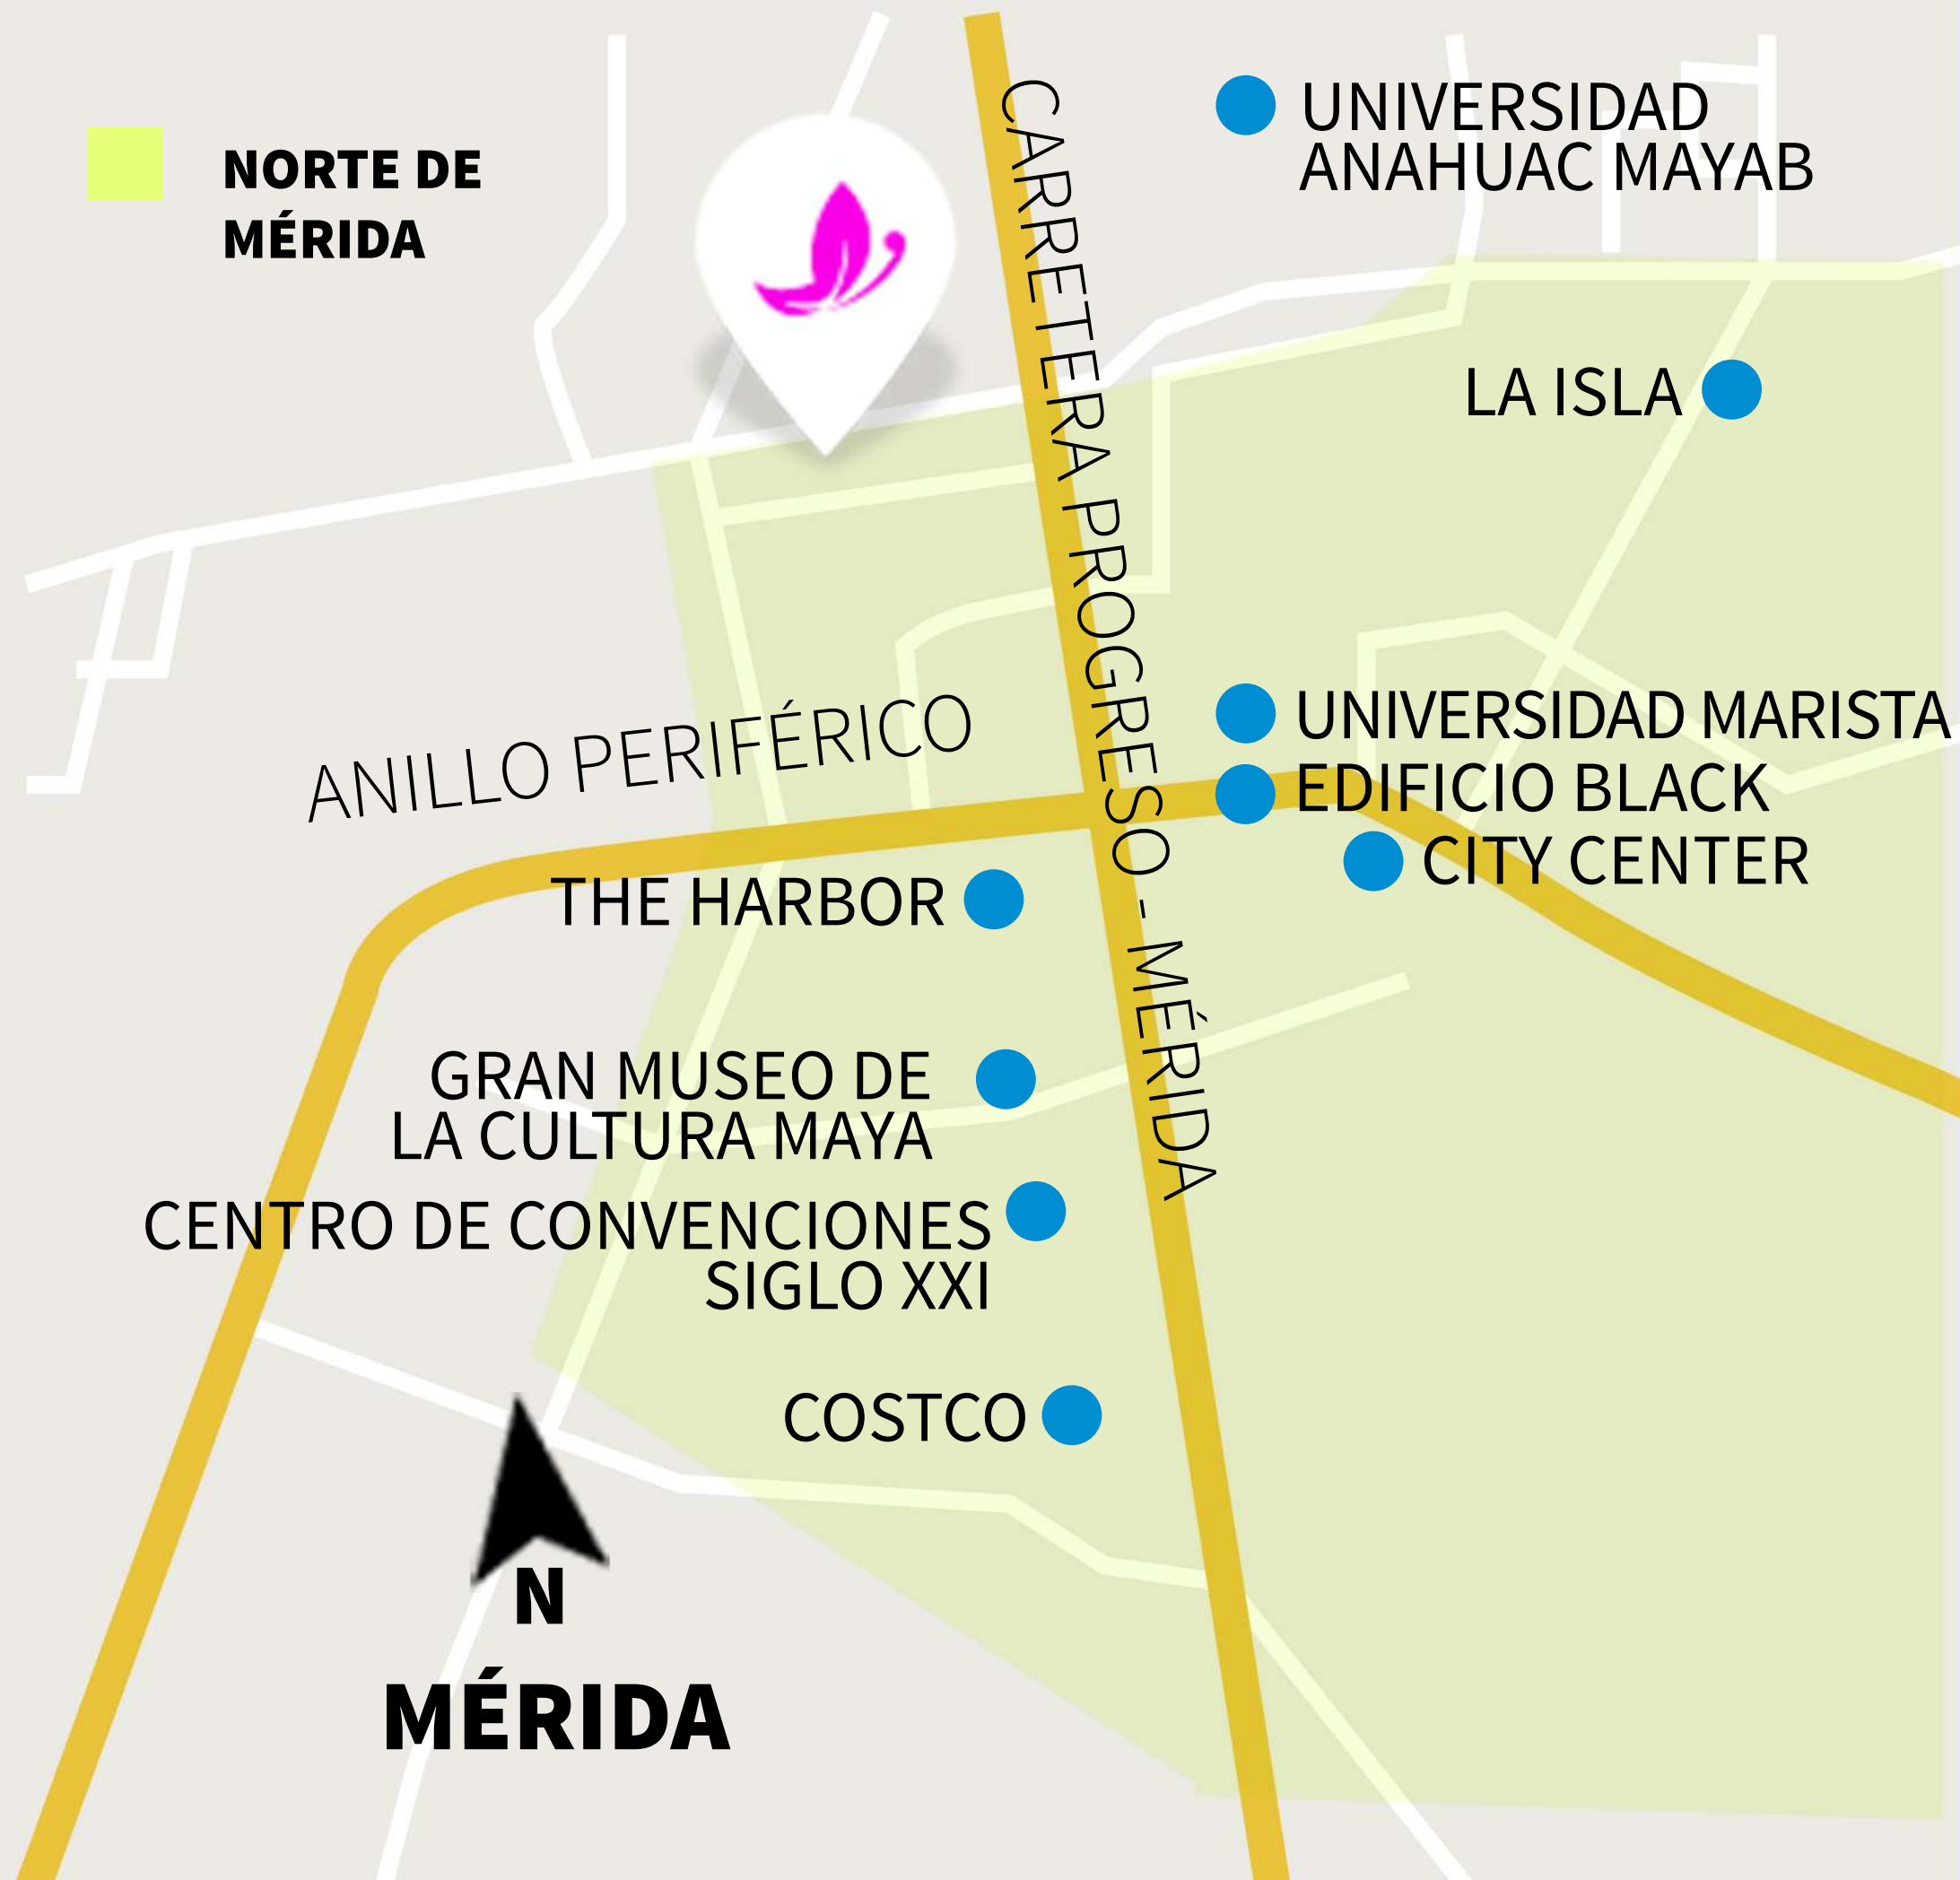 CARRETERA PROGRESO - MÉRIDA
UNIVERSIDAD
ANAHUAC MAYAB
NORTE DE
MÉRIDA
LA ISLA
ANILLO PERIFÉRICO
UNIVERSIDAD MARISTA
EDIFICIO BLACK
CITY CENTER
THE HARBOR
GRAN MUSEO DE
LA CULTURA MAYA
CENTRO DE CONVENCIONES
SIGLO XXI
COSTCO
N
MÉRIDA